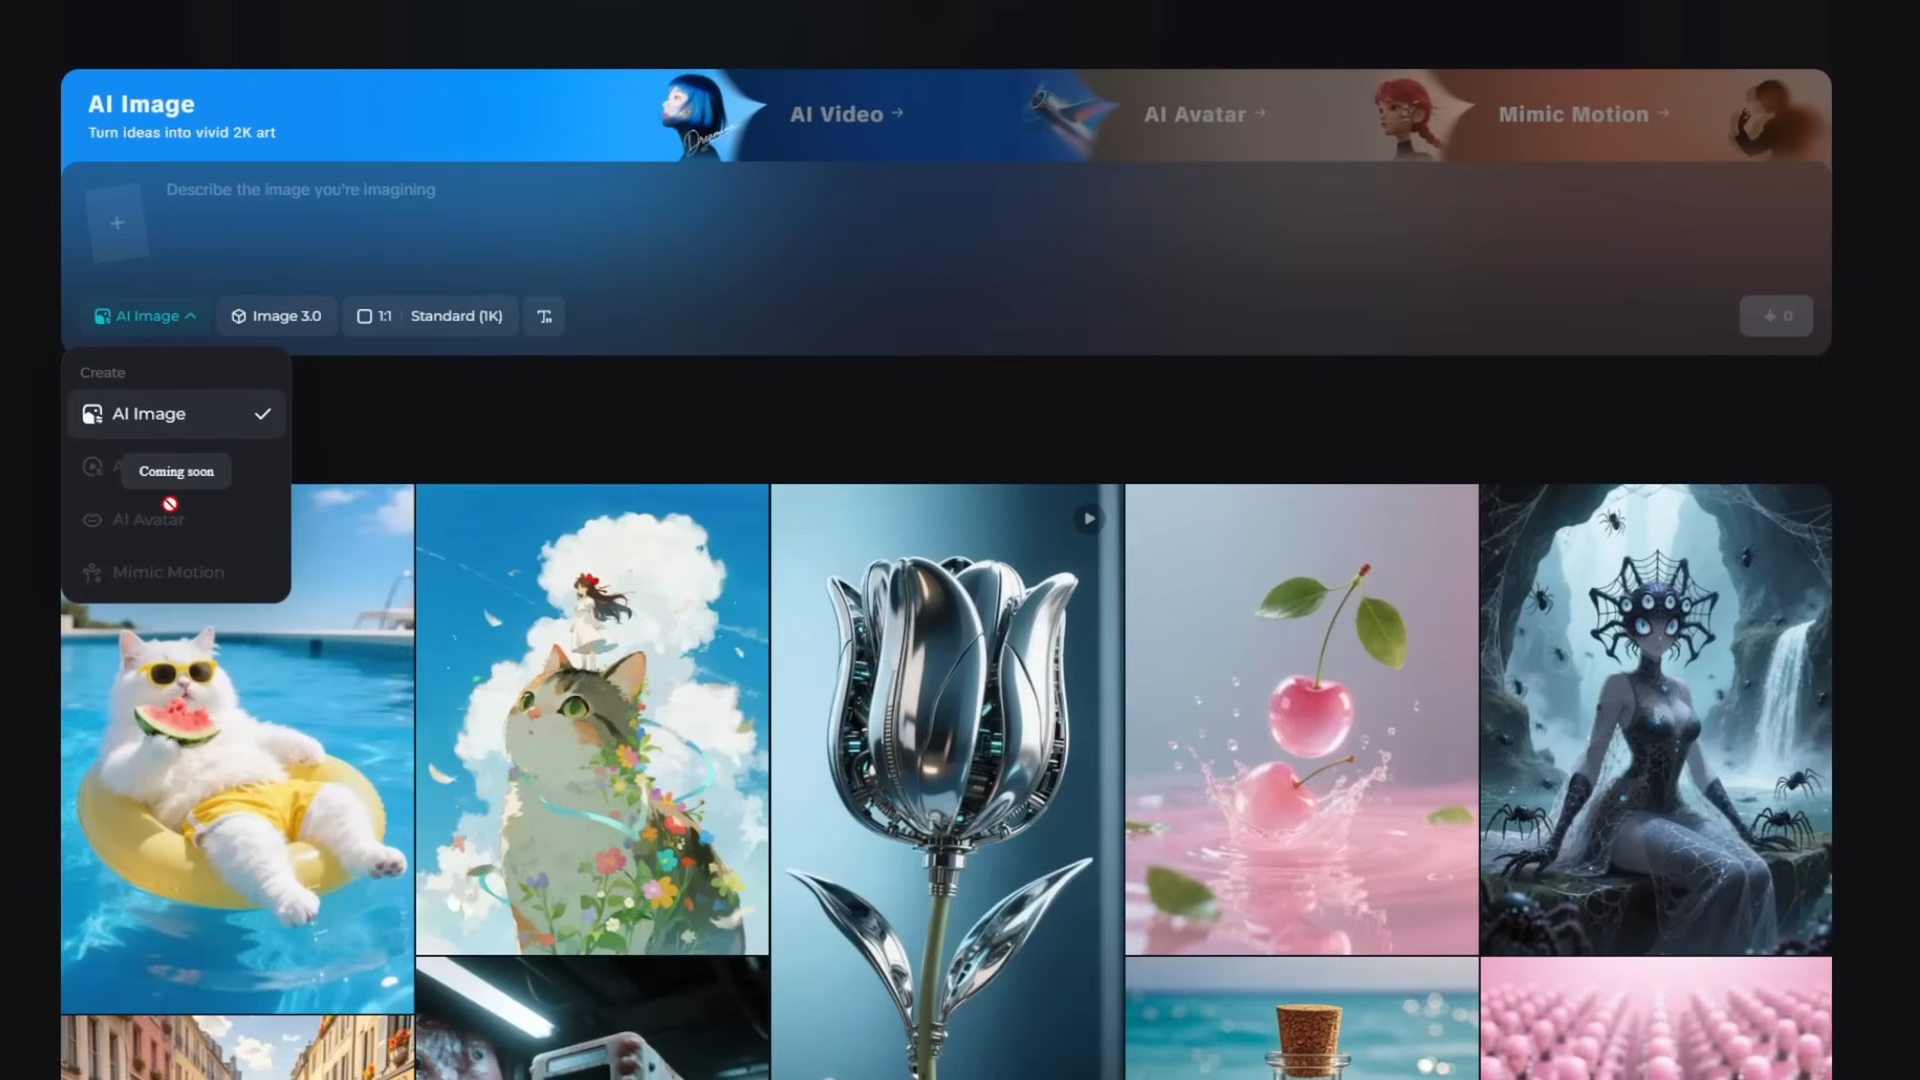 AI Image
Turn ideas into vivid 2K art
AI Video →
AI Avatar →
Mimic Motion →
Dreamina
Describe the image you're imagining
AI Image
Image 3.0
1:1
Standard (1K)
0
Create
AI Image
A
Coming soon
AI Avatar
Mimic Motion